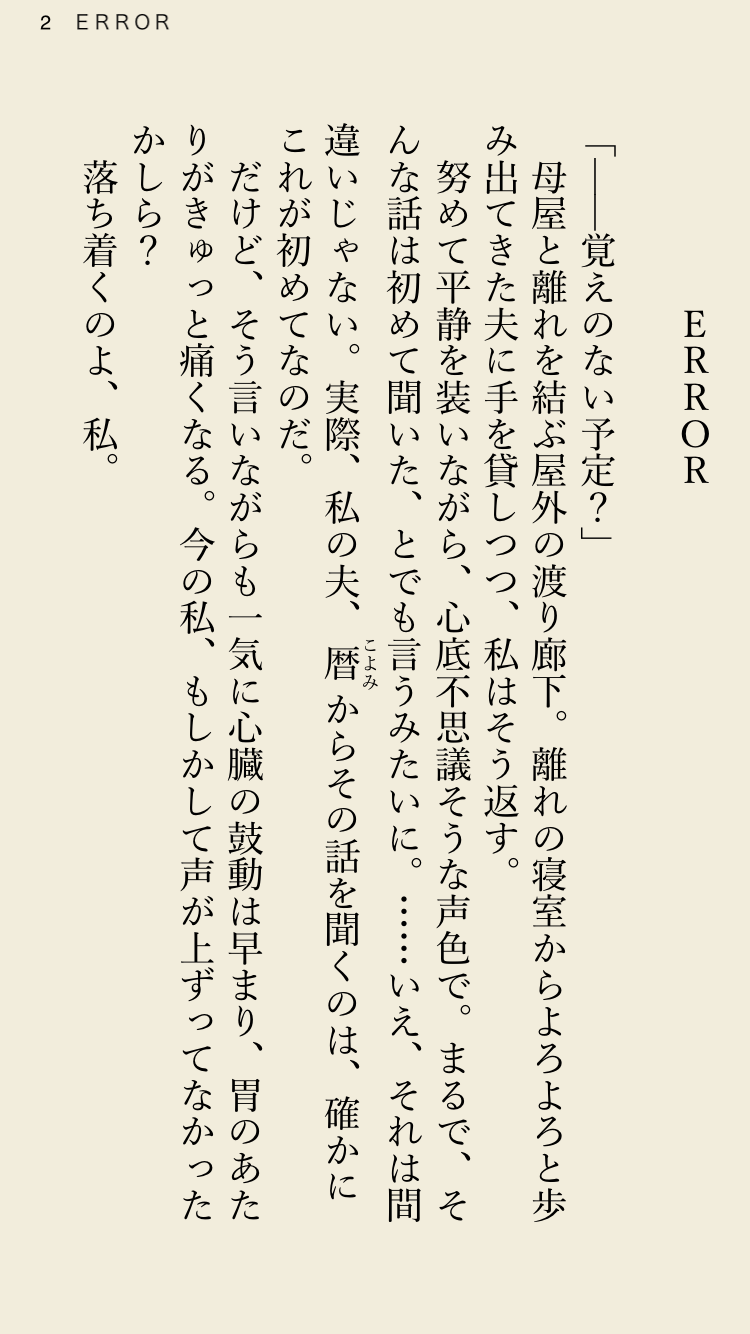 2 ERROR
ERROR
「――覚えのない予定？」
母屋と離れを結ぶ屋外の渡り廊下。離れの寝室からよろよろと歩
み出てきた夫に手を貸しつつ、私はそう返す。
努めて平静を装いながら、心底不思議そうな声色で。まるで、そ
んな話は初めて聞いた、とでも言うみたいに。……いえ、それは間
違いじゃない。実際、私の夫、暦こよみからその話を聞くのは、確かに
これが初めてなのだ。
だけど、そう言いながらも一気に心臓の鼓動は早まり、胃のあた
りがきゅっと痛くなる。今の私、もしかして声が上ずってなかった
かしら？
落ち着くのよ、私。